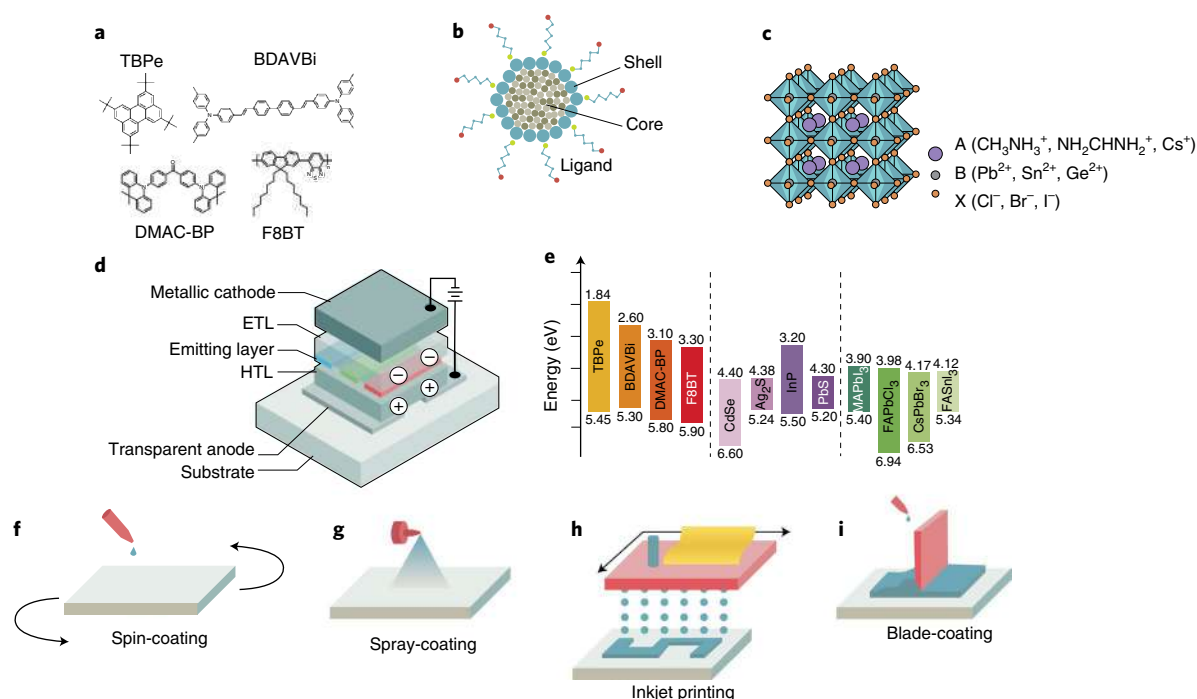 a
TBPe
BDAVBi
N
N
O
N
N
N
S
N
n
DMAC-BP
F8BT
b
Shell
Core
Ligand
c
A (CH₃NH₃⁺, NH₂CHNH₂⁺, Cs⁺)
B (Pb²⁺, Sn²⁺, Ge²⁺)
X (Cl⁻, Br⁻, I⁻)
d
Metallic cathode
ETL
Emitting layer
HTL
Transparent anode
Substrate
− −
+ +
e
Energy (eV)
1.84
TBPe
5.45
2.60
BDAVBi
5.30
3.10
DMAC-BP
5.80
3.30
F8BT
5.90
4.40
CdSe
6.60
4.38
Ag₂S
5.24
3.20
InP
5.50
4.30
PbS
5.20
3.90
MAPbI₃
5.40
3.98
FAPbCl₃
6.94
4.17
CsPbBr₃
6.53
4.12
FASnI₃
5.34
f
Spin-coating
g
Spray-coating
h
Inkjet printing
i
Blade-coating